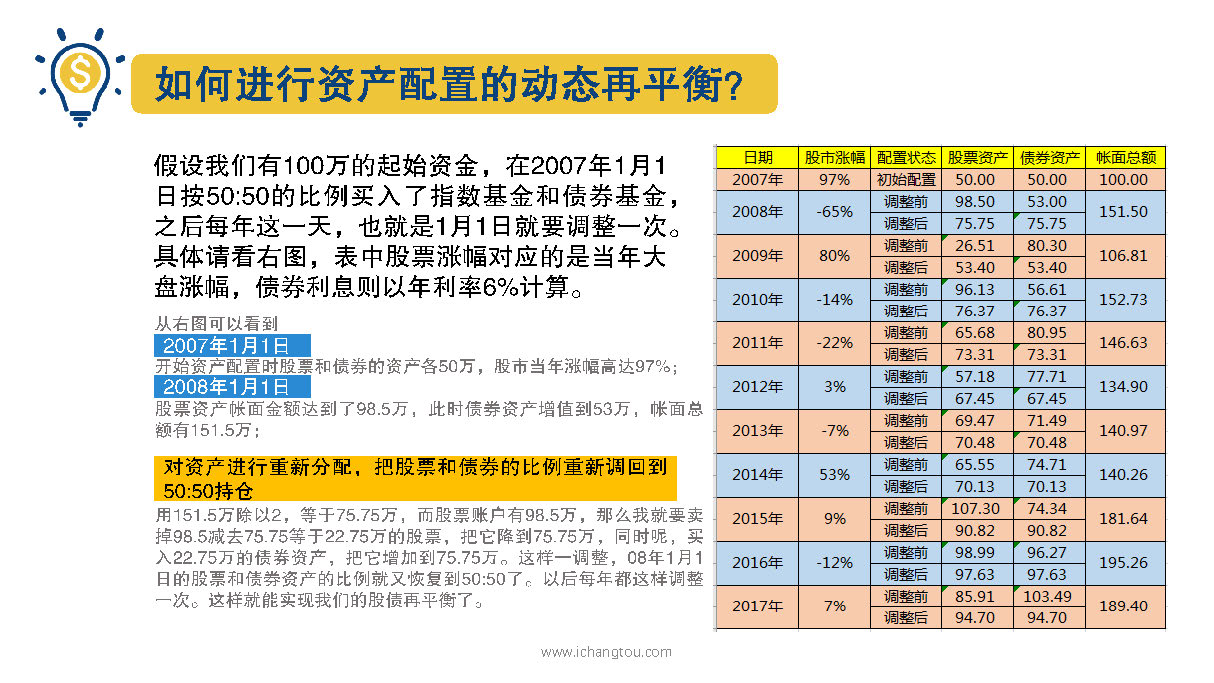 $
如何进行资产配置的动态再平衡?
假设我们有100万的起始资金，在2007年1月1
日按50:50的比例买入了指数基金和债券基金，
之后每年这一天，也就是1月1日就要调整一次。
具体请看右图，表中股票涨幅对应的是当年大
盘涨幅，债券利息则以年利率6%计算。
从右图可以看到
2007年1月1日
开始资产配置时股票和债券的资产各50万，股市当年涨幅高达97%；
2008年1月1日
股票资产帐面金额达到了98.5万，此时债券资产增值到53万，帐面总
额有151.5万；
对资产进行重新分配，把股票和债券的比例重新调回到
50:50持仓
用151.5万除以2，等于75.75万，而股票账户有98.5万，那么我就要卖
掉98.5减去75.75等于22.75万的股票，把它降到75.75万，同时呢，买
入22.75万的债券资产，把它增加到75.75万。这样一调整，08年1月1
日的股票和债券资产的比例就又恢复到50:50了。以后每年都这样调整
一次。这样就能实现我们的股债再平衡了。
日期 股市涨幅 配置状态 股票资产 债券资产 帐面总额
2007年 97% 初始配置 50.00 50.00 100.00
2008年 -65% 调整前 98.50 53.00 151.50
调整后 75.75 75.75
2009年 80% 调整前 26.51 80.30 106.81
调整后 53.40 53.40
2010年 -14% 调整前 96.13 56.61 152.73
调整后 76.37 76.37
2011年 -22% 调整前 65.68 80.95 146.63
调整后 73.31 73.31
2012年 3% 调整前 57.18 77.71 134.90
调整后 67.45 67.45
2013年 -7% 调整前 69.47 71.49 140.97
调整后 70.48 70.48
2014年 53% 调整前 65.55 74.71 140.26
调整后 70.13 70.13
2015年 9% 调整前 107.30 74.34 181.64
调整后 90.82 90.82
2016年 -12% 调整前 98.99 96.27 195.26
调整后 97.63 97.63
2017年 7% 调整前 85.91 103.49 189.40
调整后 94.70 94.70
www.ichangtou.com